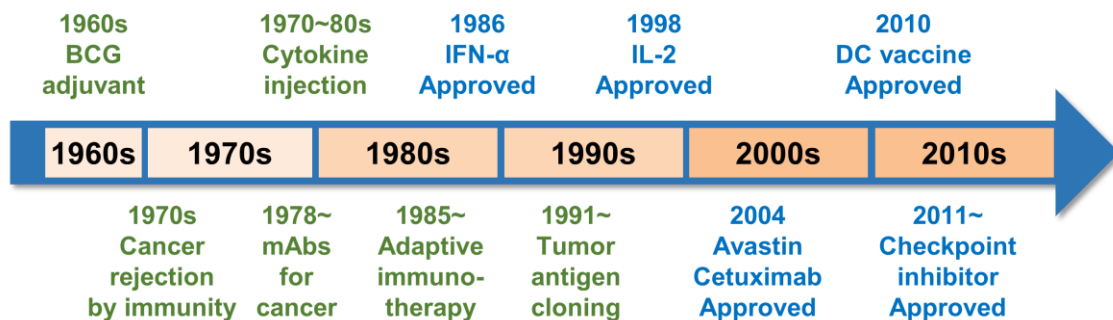 1960s
BCG
adjuvant
1970~80s
Cytokine
injection
1986
IFN-α
Approved
1998
IL-2
Approved
2010
DC vaccine
Approved
1960s
1970s
1980s
1990s
2000s
2010s
1970s
Cancer
rejection
by immunity
1978~
mAbs
for
cancer
1985~
Adaptive
immuno-
therapy
1991~
Tumor
antigen
cloning
2004
Avastin
Cetuximab
Approved
2011~
Checkpoint
inhibitor
Approved